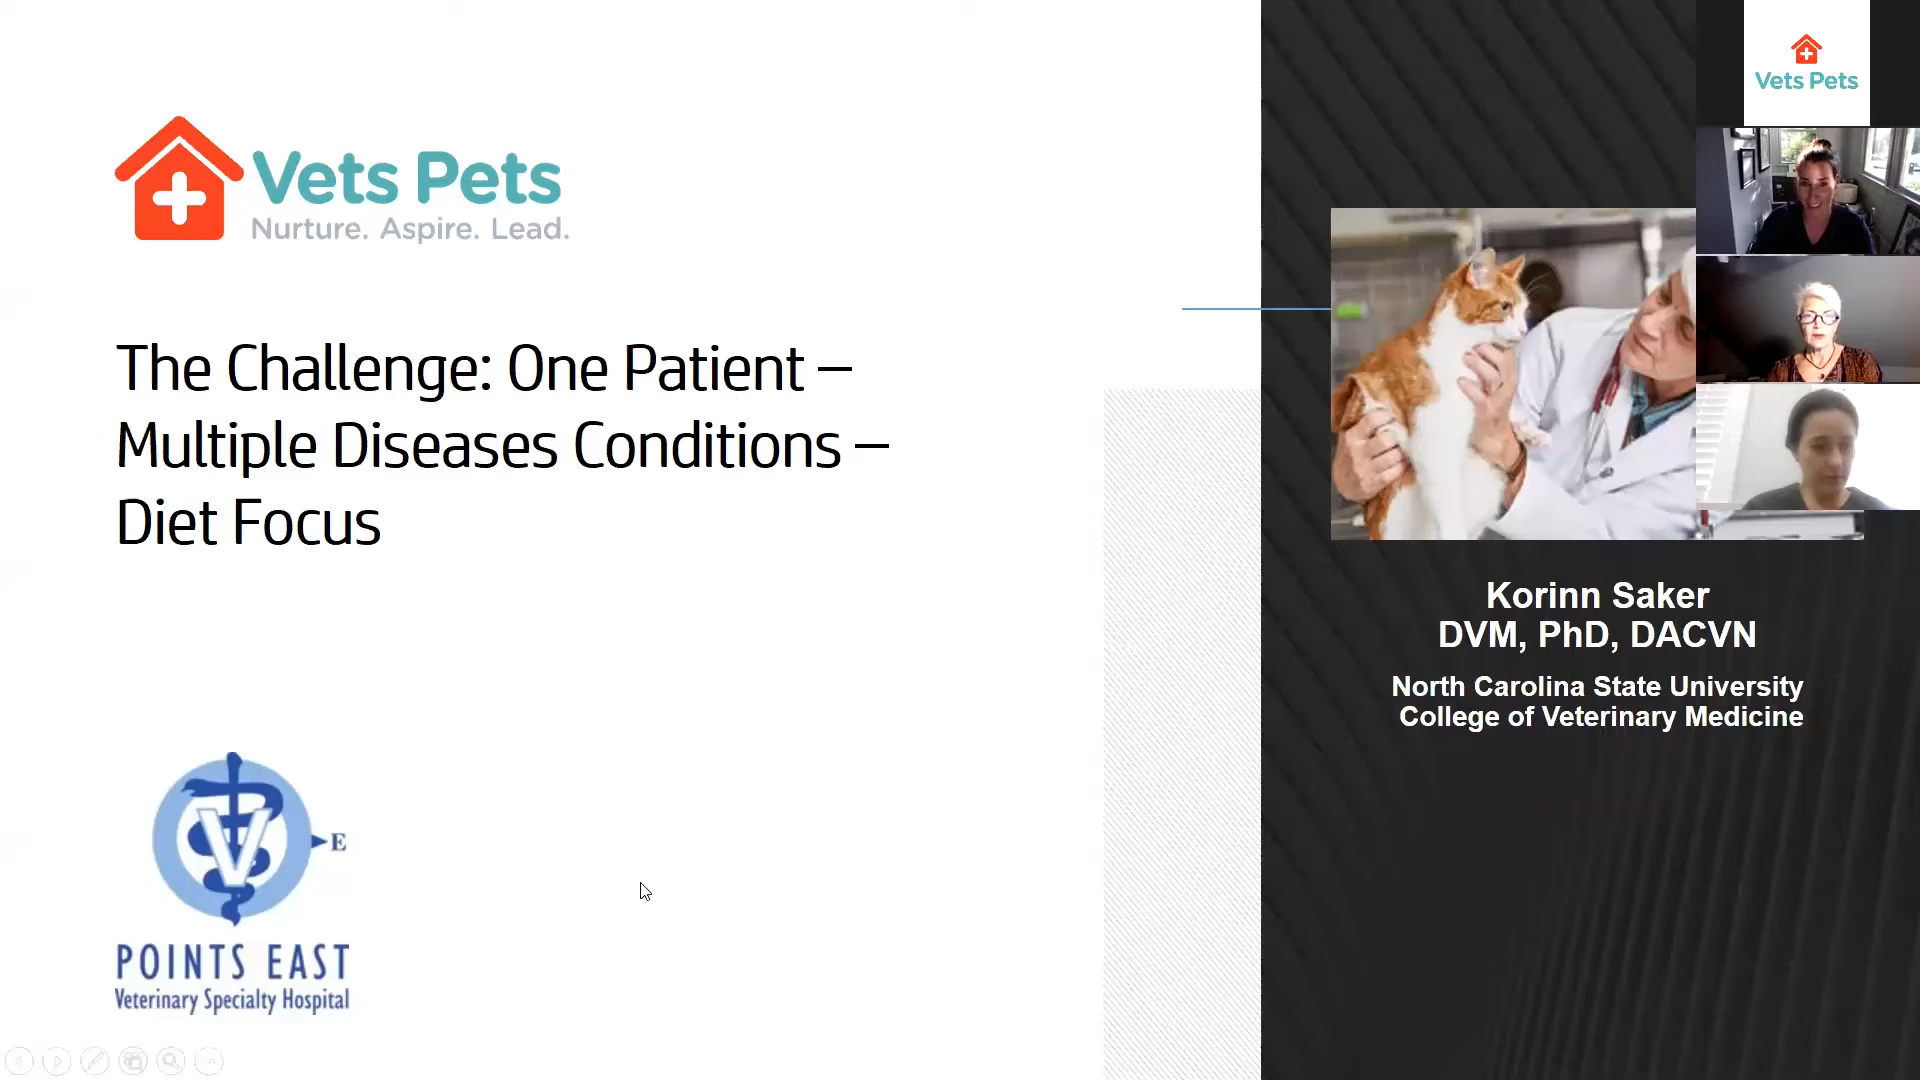 Vets Pets
Nurture. Aspire. Lead.
The Challenge: One Patient –
Multiple Diseases Conditions –
Diet Focus
V
E
POINTS EAST
Veterinary Specialty Hospital
Vets Pets
Korinn Saker
DVM, PhD, DACVN
North Carolina State University
College of Veterinary Medicine